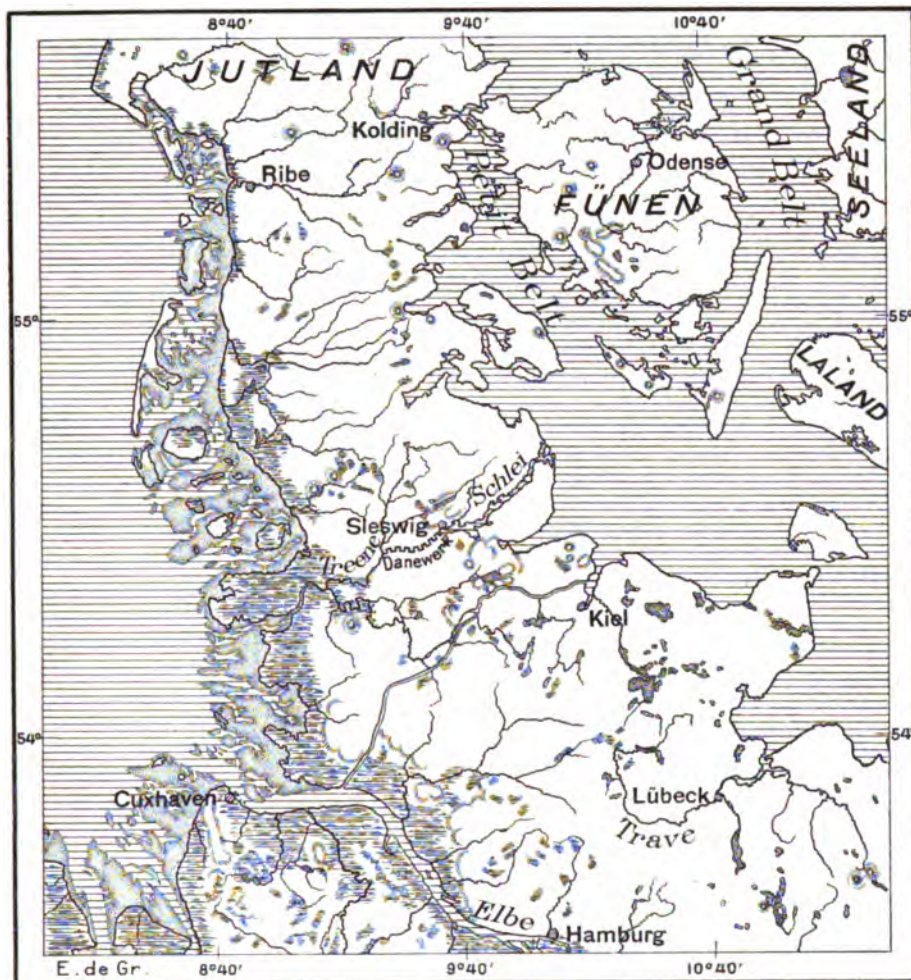 8°40' 9°40' 10°40'
JUTLAND
Grand Belt
SEELAND
Kolding
Odense
Ribe
Petit Belt
FÜNEN
55° 55°
LALAND
Schlei
Sleswig
Treene
Danewerk
Kiel
54° 54°
Cuxhaven
Lübeck
Trave
Elbe
Hamburg
E. de Gr.
8°40' 9°40' 10°40'